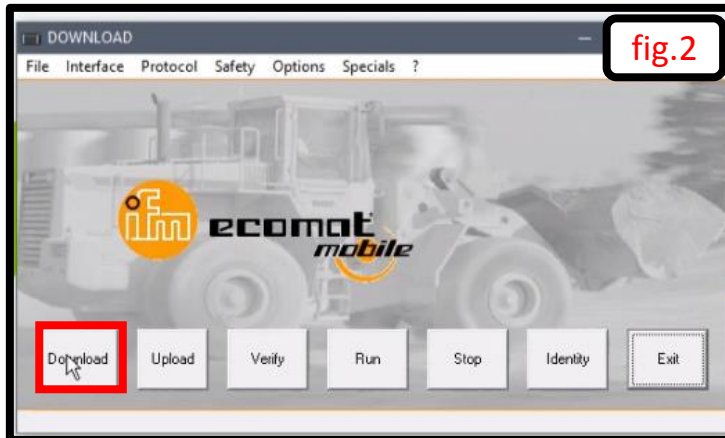 DOWNLOAD
fig.2
File Interface Protocol Safety Options Specials ?
ifm ecomat
mobile
Download Upload Verify Run Stop Identity Exit